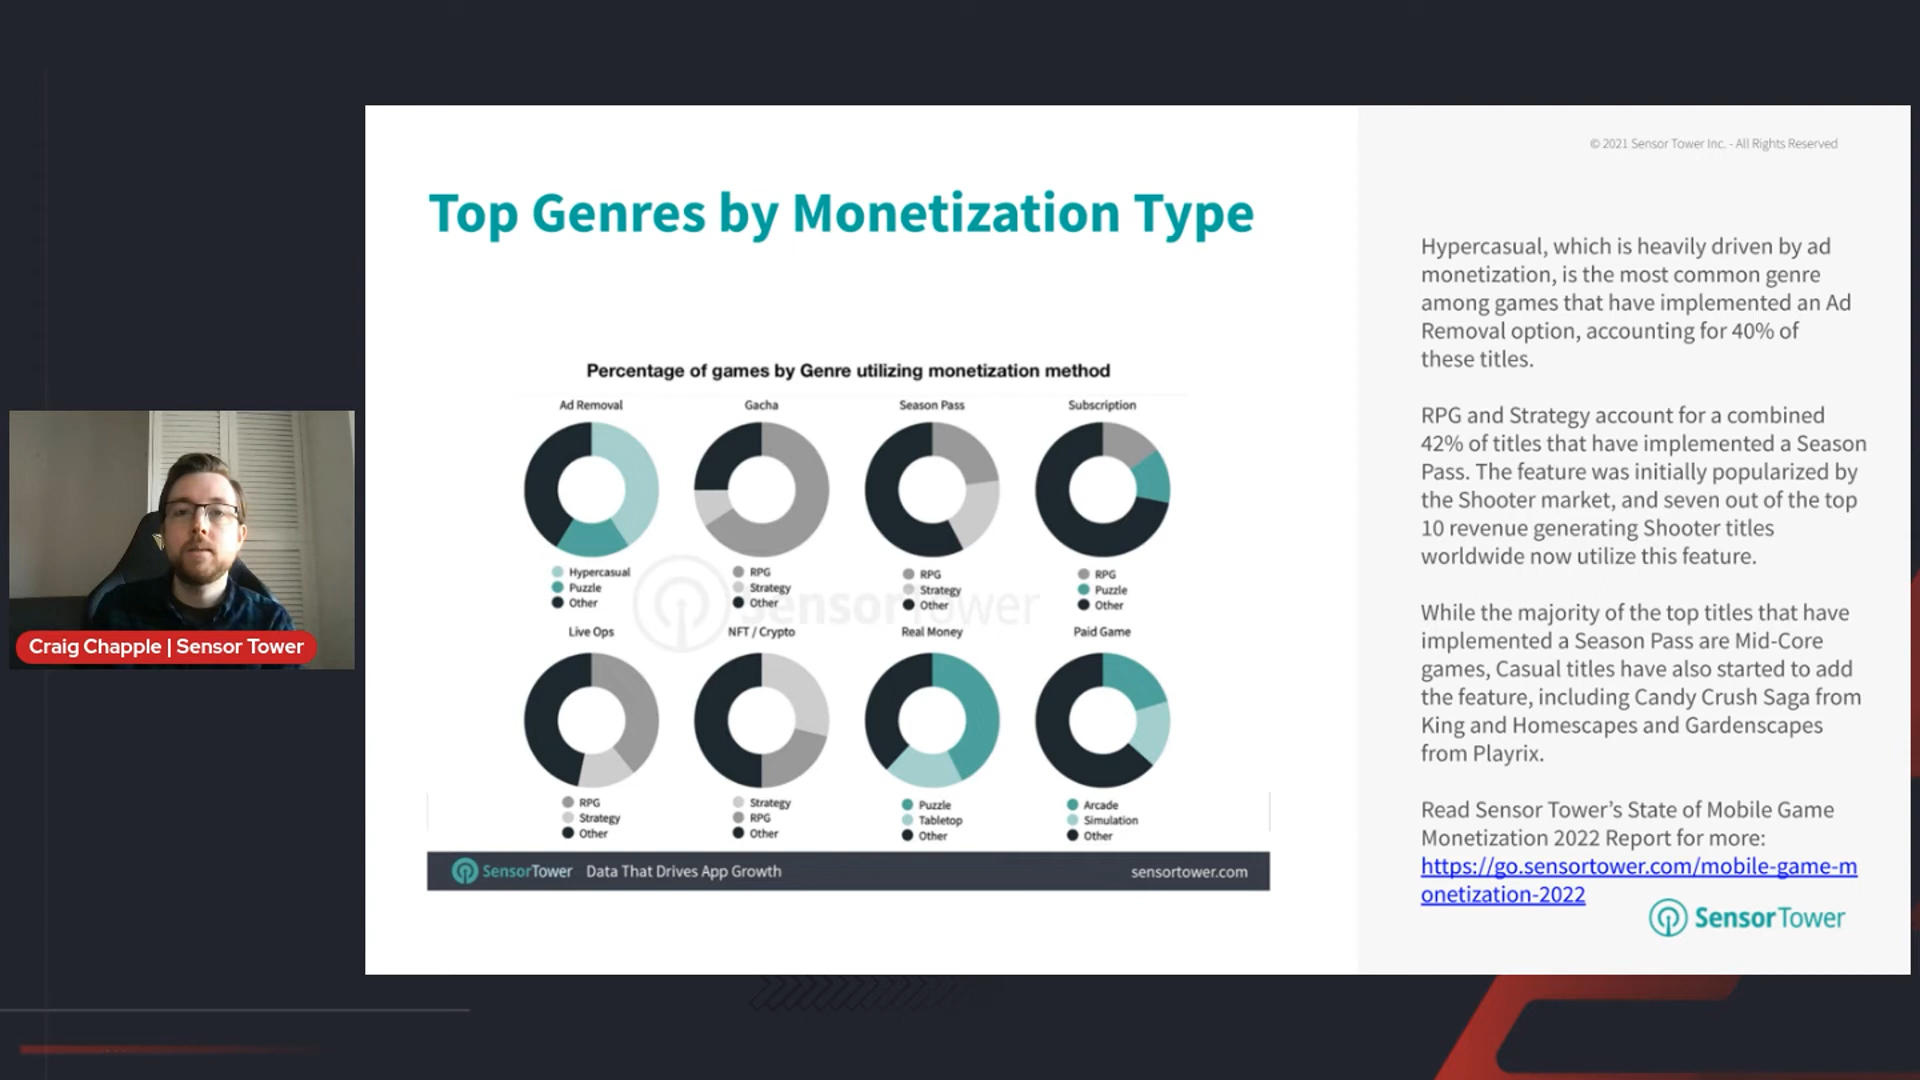 © 2021 Sensor Tower Inc. - All Rights Reserved
Top Genres by Monetization Type
Percentage of games by Genre utilizing monetization method
Ad Removal
Hypercasual
Puzzle
Other
Gacha
RPG
Strategy
Other
Season Pass
RPG
Strategy
Other
Subscription
RPG
Puzzle
Other
Live Ops
RPG
Strategy
Other
NFT / Crypto
Strategy
RPG
Other
Real Money
Puzzle
Tabletop
Other
Paid Game
Arcade
Simulation
Other
SensorTower
SensorTower Data That Drives App Growth
sensortower.com
Hypercasual, which is heavily driven by ad
monetization, is the most common genre
among games that have implemented an Ad
Removal option, accounting for 40% of
these titles.
RPG and Strategy account for a combined
42% of titles that have implemented a Season
Pass. The feature was initially popularized by
the Shooter market, and seven out of the top
10 revenue generating Shooter titles
worldwide now utilize this feature.
While the majority of the top titles that have
implemented a Season Pass are Mid-Core
games, Casual titles have also started to add
the feature, including Candy Crush Saga from
King and Homescapes and Gardenscapes
from Playrix.
Read Sensor Tower’s State of Mobile Game
Monetization 2022 Report for more:
https://go.sensortower.com/mobile-game-m
onetization-2022
SensorTower
Craig Chapple | Sensor Tower